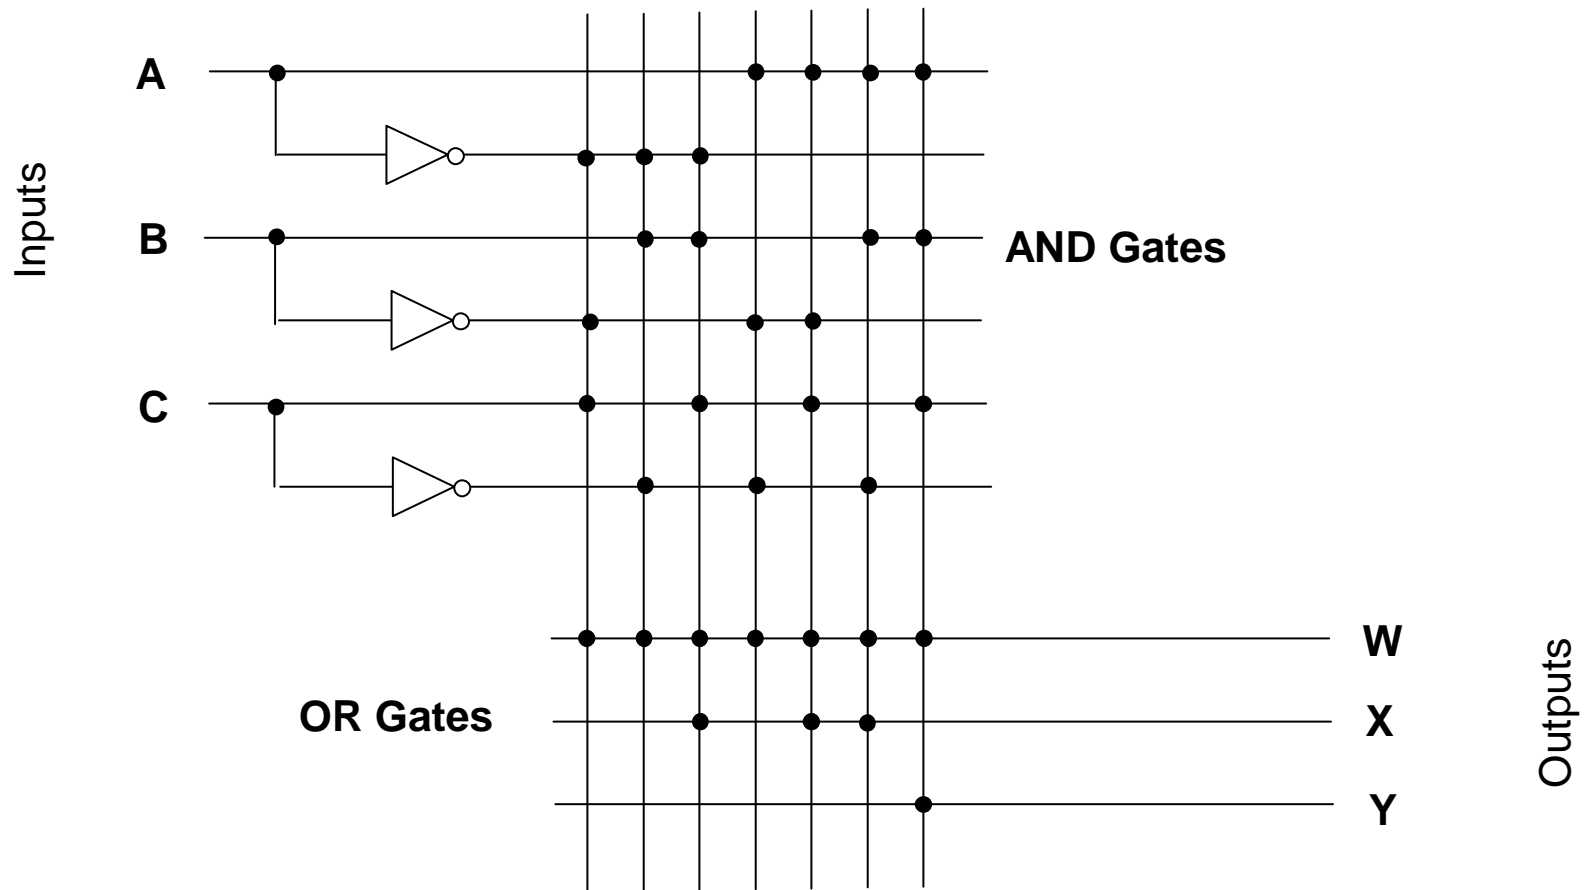 Inputs
A
B
C
AND Gates
OR Gates
W
X
Y
Outputs